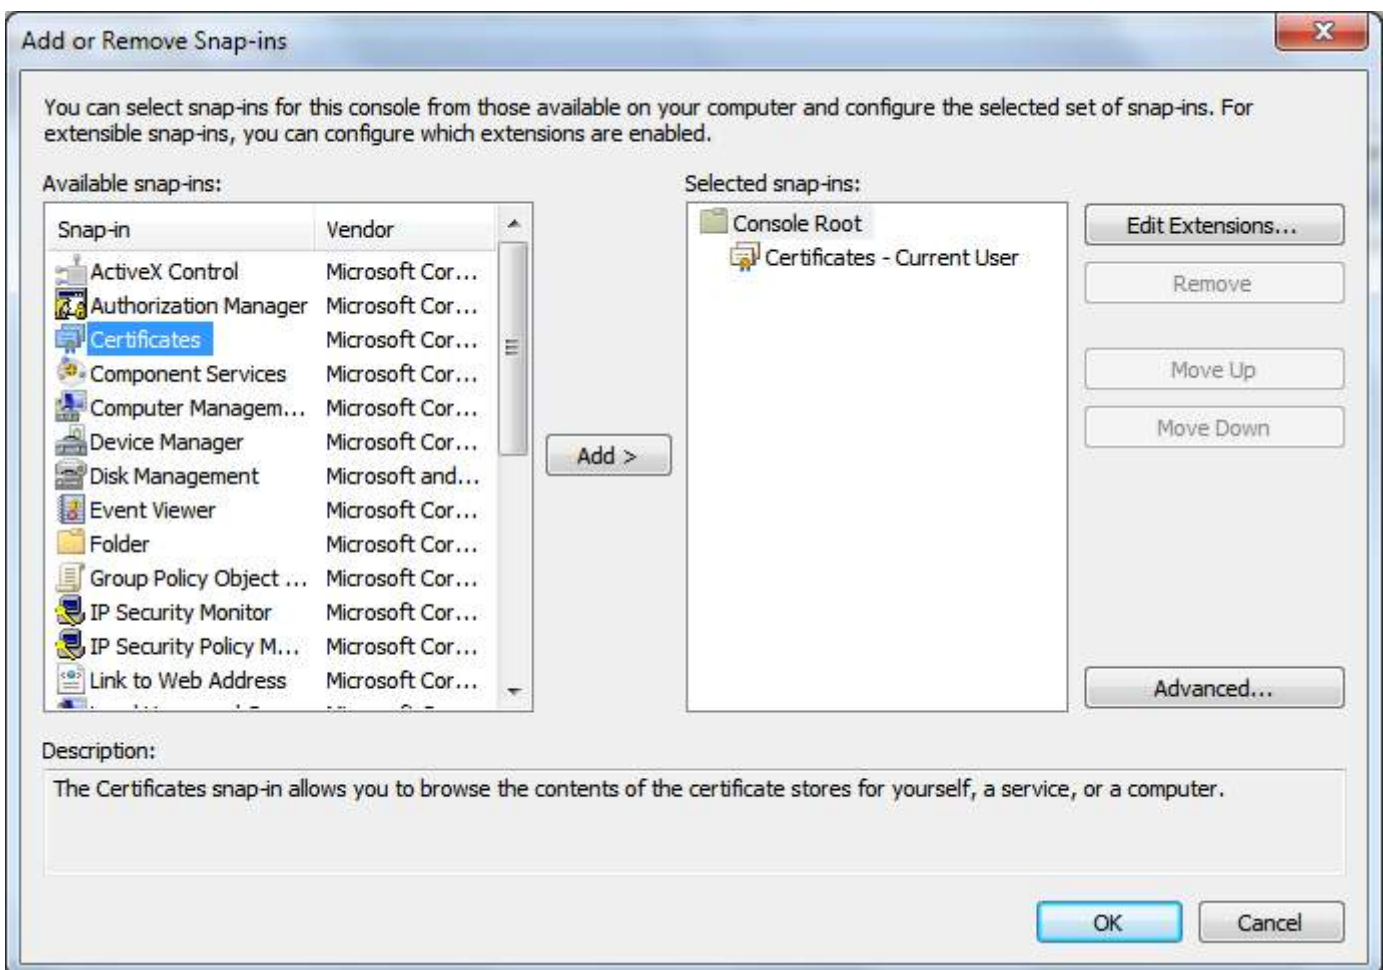 Add or Remove Snap-ins
You can select snap-ins for this console from those available on your computer and configure the selected set of snap-ins. For
extensible snap-ins, you can configure which extensions are enabled.
Available snap-ins:
Snap-in Vendor
ActiveX Control Microsoft Cor...
Authorization Manager Microsoft Cor...
Certificates Microsoft Cor...
Component Services Microsoft Cor...
Computer Managem... Microsoft Cor...
Device Manager Microsoft Cor...
Disk Management Microsoft and...
Event Viewer Microsoft Cor...
Folder Microsoft Cor...
Group Policy Object ... Microsoft Cor...
IP Security Monitor Microsoft Cor...
IP Security Policy M... Microsoft Cor...
Link to Web Address Microsoft Cor...
Add >
Selected snap-ins:
Console Root
Certificates - Current User
Edit Extensions...
Remove
Move Up
Move Down
Advanced...
Description:
The Certificates snap-in allows you to browse the contents of the certificate stores for yourself, a service, or a computer.
OK
Cancel